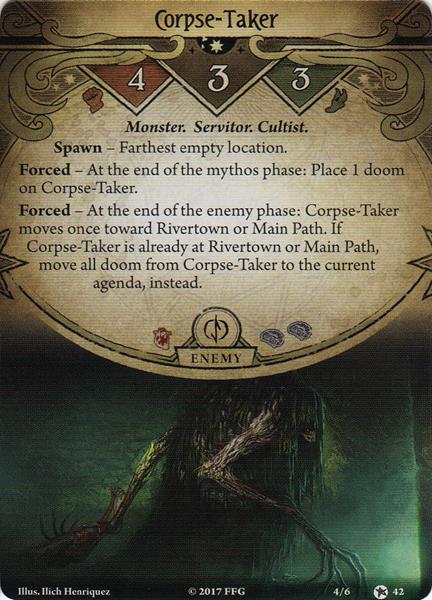 Corpse-Taker
4 3 3
Monster. Servitor. Cultist.
Spawn – Farthest empty location.
Forced – At the end of the mythos phase: Place 1 doom
on Corpse-Taker.
Forced – At the end of the enemy phase: Corpse-Taker
moves once toward Rivertown or Main Path. If
Corpse-Taker is already at Rivertown or Main Path,
move all doom from Corpse-Taker to the current
agenda, instead.
ENEMY
Illus. Ilich Henriquez © 2017 FFG 4/6 42